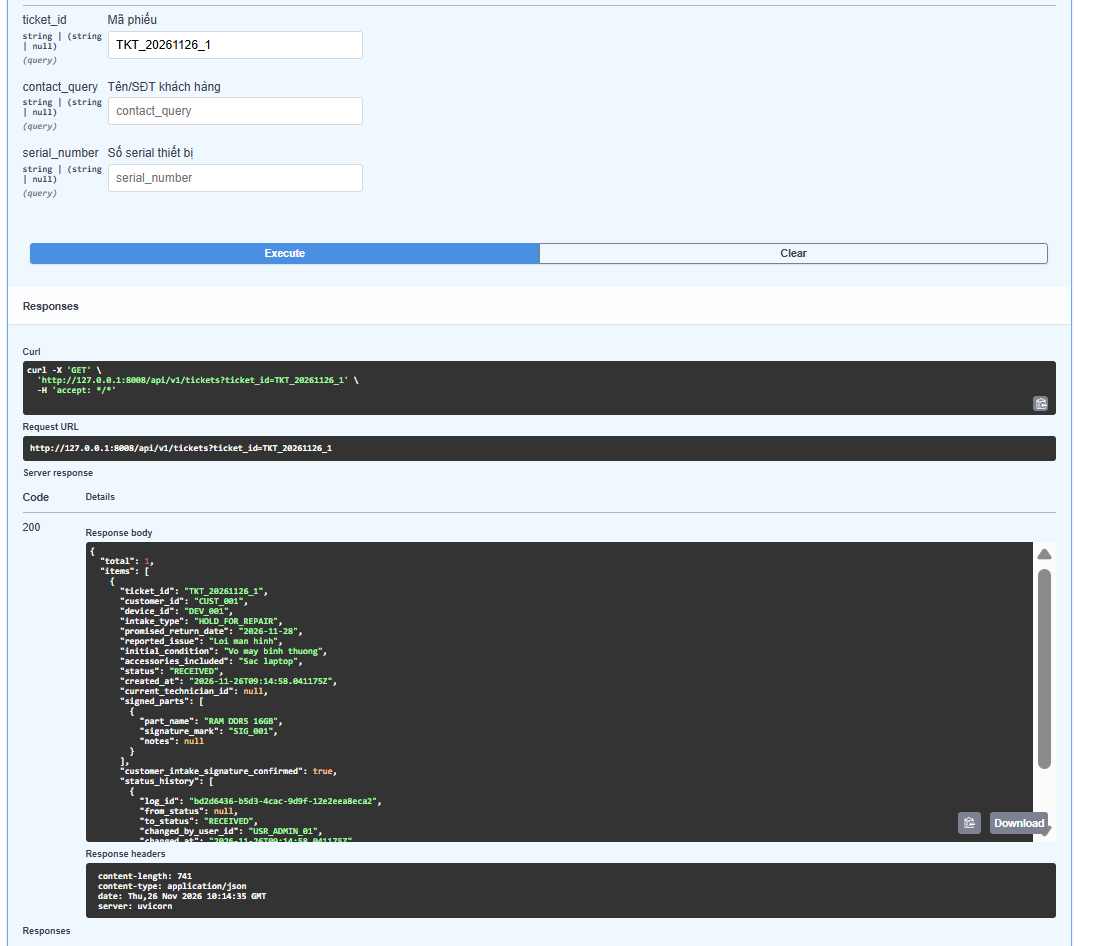 ticket_id Mã phiếu
string | (string
| null)
(query)
TKT_20261126_1
contact_query Tên/SĐT khách hàng
string | (string
| null)
(query)
contact_query
serial_number Số serial thiết bị
string | (string
| null)
(query)
serial_number
Execute Clear
Responses
Curl
curl -X 'GET' \
'http://127.0.0.1:8008/api/v1/tickets?ticket_id=TKT_20261126_1' \
-H 'accept: */*'
Request URL
http://127.0.0.1:8008/api/v1/tickets?ticket_id=TKT_20261126_1
Server response
Code Details
200
Response body
{
"total": 1,
"items": [
{
"ticket_id": "TKT_20261126_1",
"customer_id": "CUST_001",
"device_id": "DEV_001",
"intake_type": "HOLD_FOR_REPAIR",
"promised_return_date": "2026-11-28",
"reported_issue": "Loi man hinh",
"initial_condition": "Vo may binh thuong",
"accessories_included": "Sac laptop",
"status": "RECEIVED",
"created_at": "2026-11-26T09:14:58.041175Z",
"current_technician_id": null,
"signed_parts": [
{
"part_name": "RAM DDR5 16GB",
"signature_mark": "SIG_001",
"notes": null
}
],
"customer_intake_signature_confirmed": true,
"status_history": [
{
"log_id": "bd2d6436-b5d3-4cac-9d9f-12e2eea8eca2",
"from_status": null,
"to_status": "RECEIVED",
"changed_by_user_id": "USR_ADMIN_01",
"changed_at": "2026-11-26T09:14:58.041175Z"
Download
Response headers
content-length: 741
content-type: application/json
date: Thu,26 Nov 2026 10:14:35 GMT
server: uvicorn
Responses